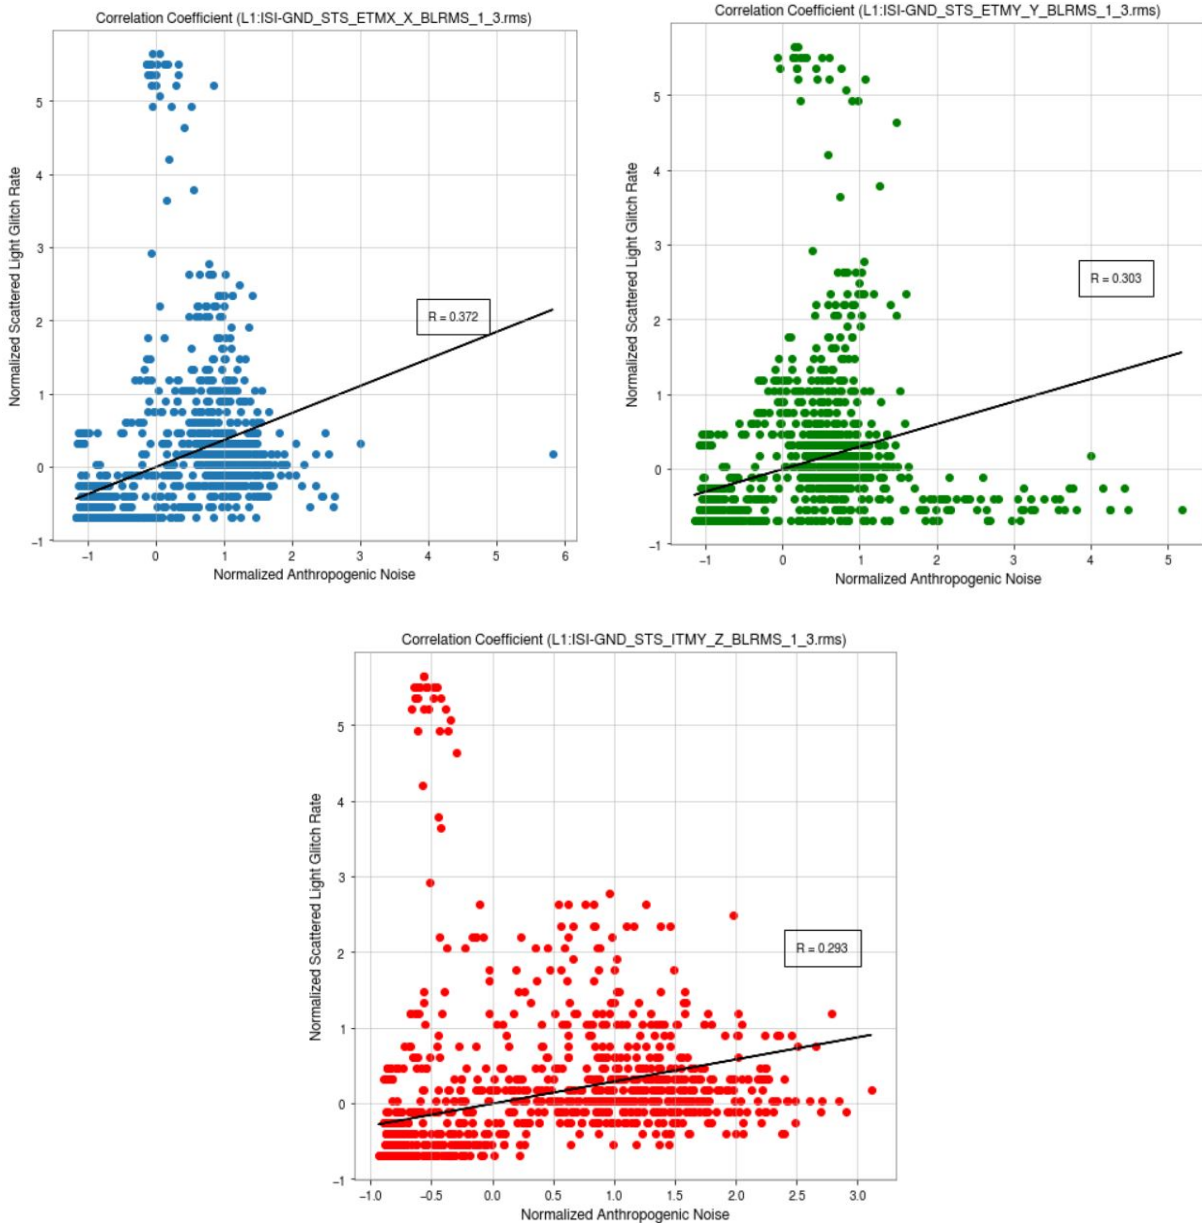 Correlation Coefficient (L1:ISI-GND_STS_ETMX_X_BLRMS_1_3.rms)
Normalized Scattered Light Glitch Rate
5
4
3
2
1
0
−1
R = 0.372
−1 0 1 2 3 4 5 6
Normalized Anthropogenic Noise
Correlation Coefficient (L1:ISI-GND_STS_ETMY_Y_BLRMS_1_3.rms)
Normalized Scattered Light Glitch Rate
5
4
3
2
1
0
−1
R = 0.303
−1 0 1 2 3 4 5
Normalized Anthropogenic Noise
Correlation Coefficient (L1:ISI-GND_STS_ITMY_Z_BLRMS_1_3.rms)
Normalized Scattered Light Glitch Rate
5
4
3
2
1
0
−1
R = 0.293
−1.0 −0.5 0.0 0.5 1.0 1.5 2.0 2.5 3.0
Normalized Anthropogenic Noise